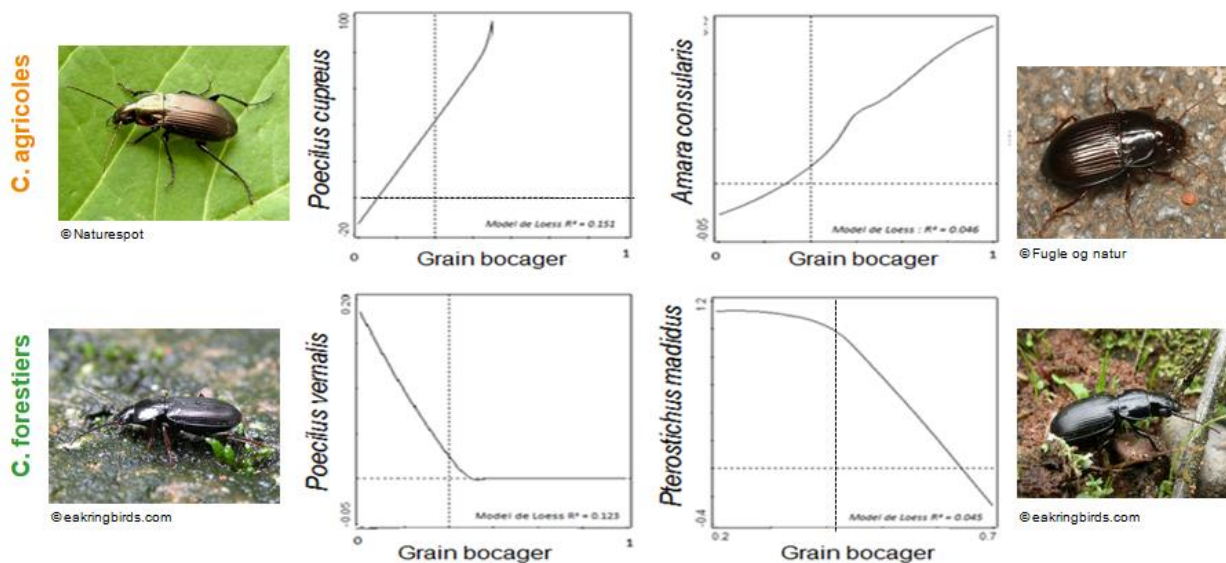 C. agricoles
©Naturespot
Poecilus cupreus
100
-20
Model de Loess R² = 0.151
0
1
Grain bocager
Amara consularis
-0.05
Model de Loess : R² = 0.046
0
1
Grain bocager
©Fugle og natur
C. forestiers
©eakringbirds.com
Poecilus vernalis
0.20
-0.05
Model de Loess R² = 0.123
0
1
Grain bocager
Pterostichus madidus
12
-0.4
Model de Loess R² = 0.045
0.2
0.7
Grain bocager
©eakringbirds.com